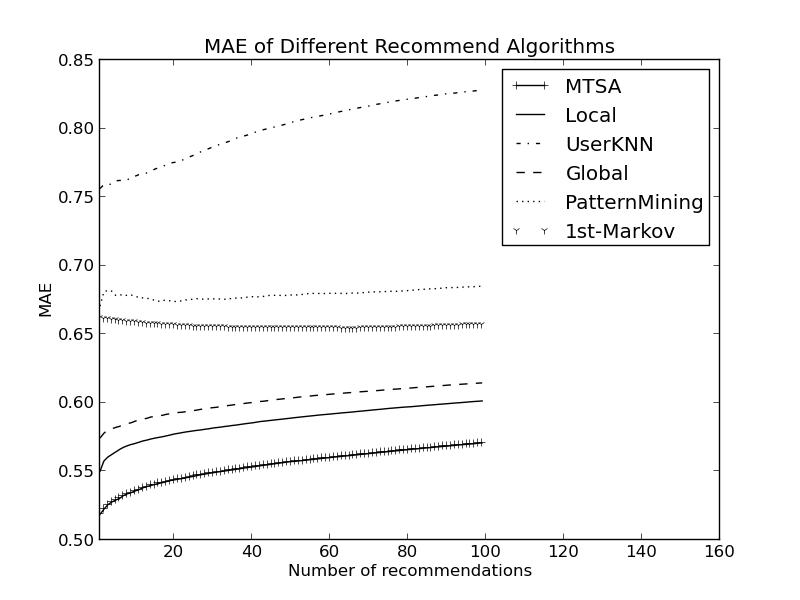 MAE of Different Recommend Algorithms
0.85
0.80
0.75
0.70
0.65
0.60
0.55
0.50
MAE
MTSA
Local
UserKNN
Global
PatternMining
1st-Markov
20 40 60 80 100 120 140 160
Number of recommendations